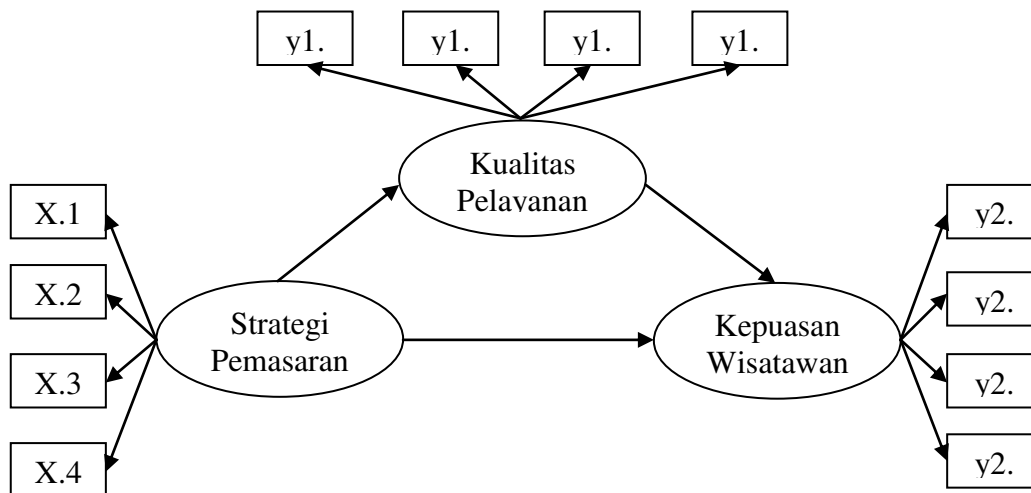 y1.
y1.
y1.
y1.
Kualitas
Pelayanan
X.1
X.2
X.3
X.4
Strategi
Pemasaran
Kepuasan
Wisatawan
y2.
y2.
y2.
y2.